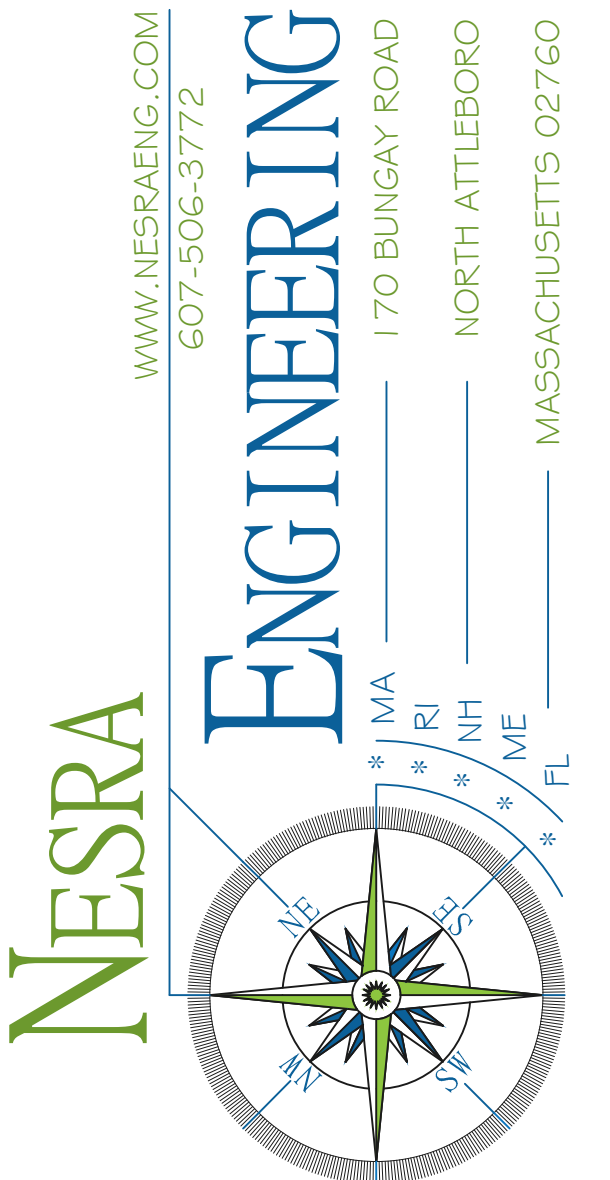 NESRA
WWW.NESRAENG.COM
607-506-3772
ENGINEERING
170 BUNGAY ROAD
NORTH ATTLEBORO
MASSACHUSETTS 02760
* MA
* RI
* NH
* ME
* FL
NE
SE
NW
SW